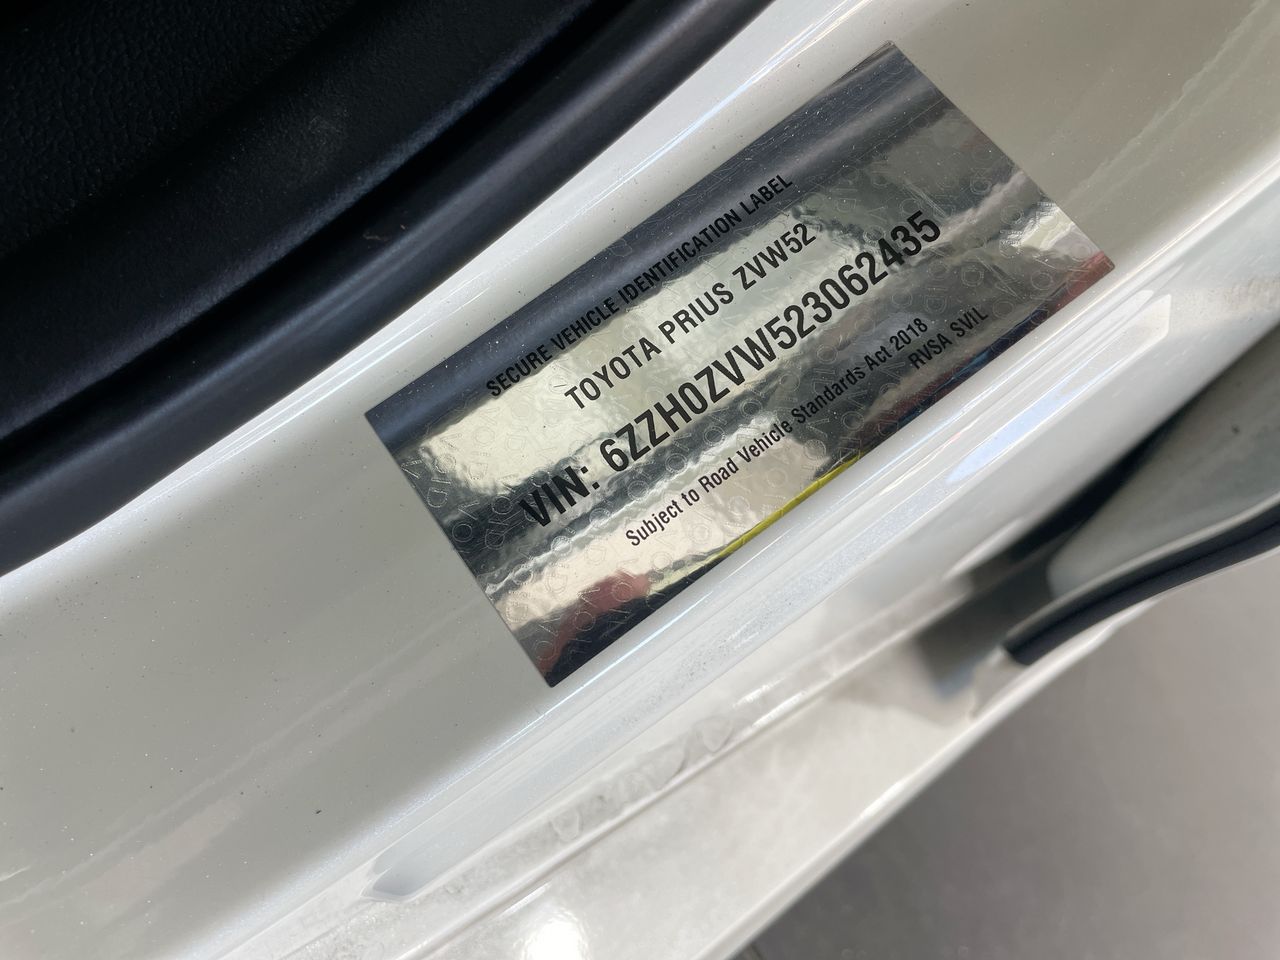 SECURE VEHICLE IDENTIFICATION LABEL
TOYOTA PRIUS ZVW52
VIN: 6ZZH0ZVW523062435
Subject to Road Vehicle Standards Act 2018
RVSA SVIL